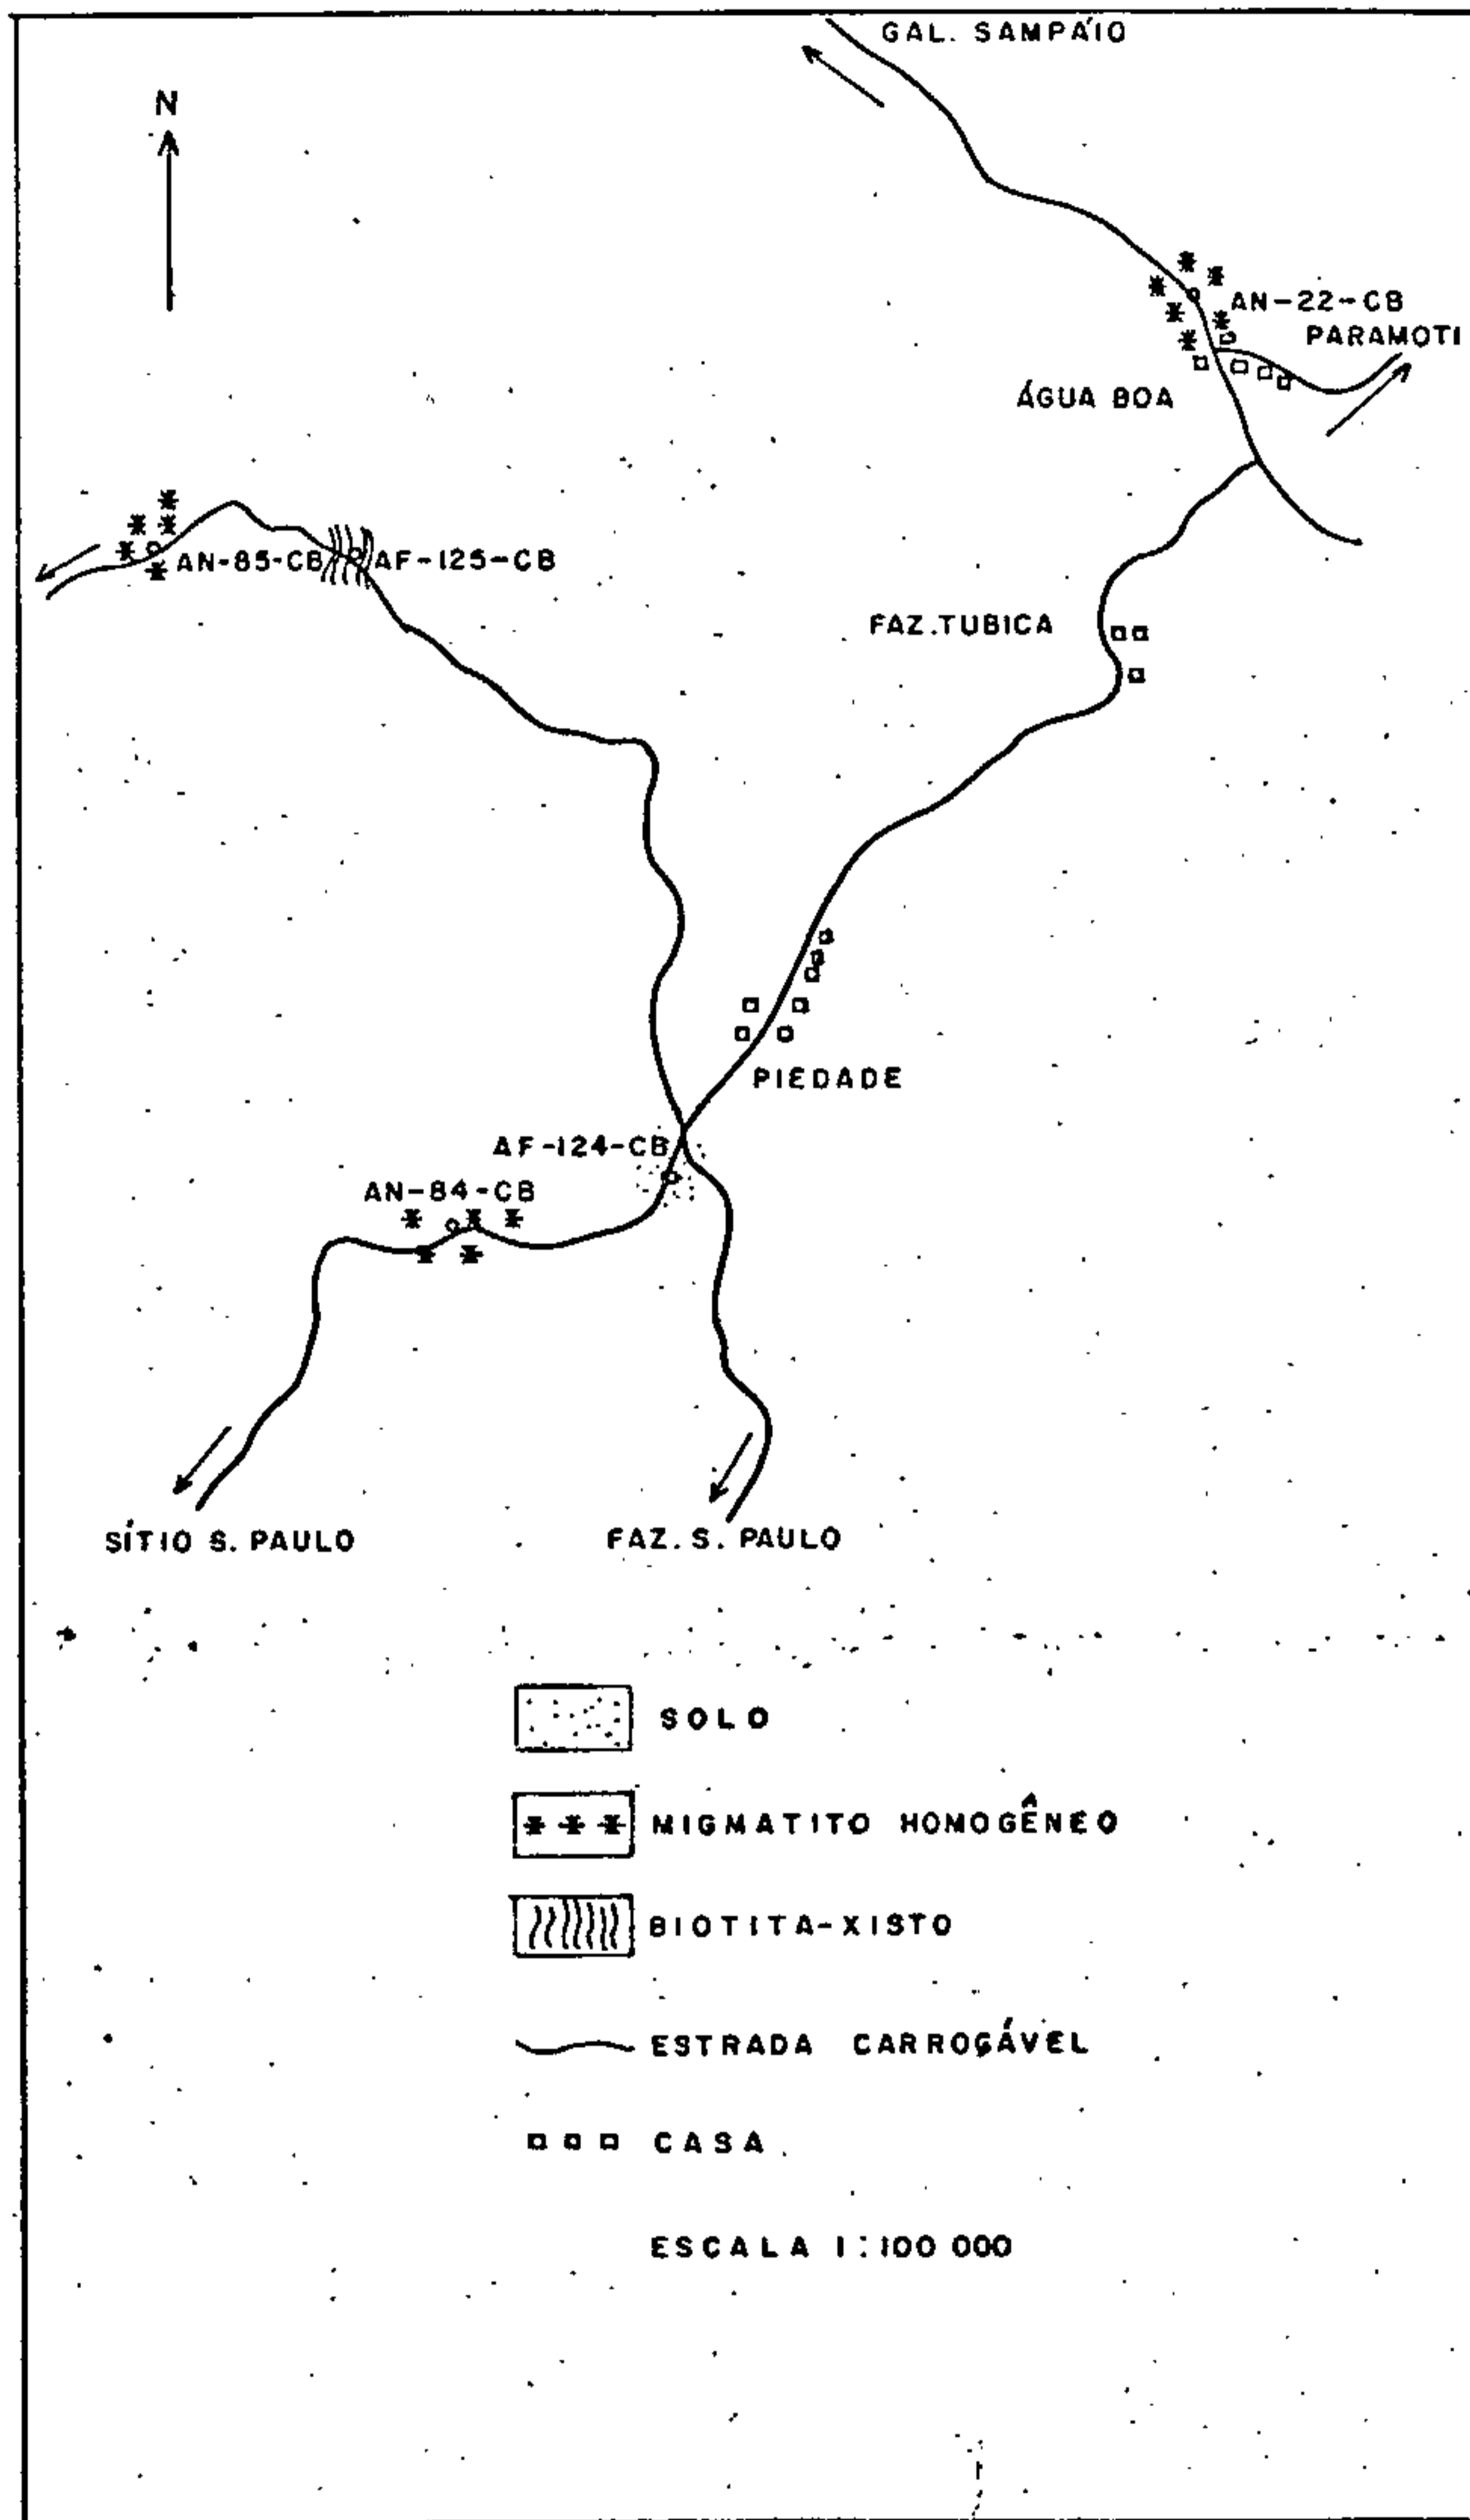 GAL. SAMPÁIO
N
AN-22-CB
PARAMOTI
ÁGUA BOA
AN-85-CB
AF-125-CB
FAZ. TUBICA
PIEDADE
AF-124-CB
AN-84-CB
SÍTIO S. PAULO
FAZ. S. PAULO
SOLO
MIGMATITO HOMOGÊNEO
BIOTITA-XISTO
ESTRADA CARROÇÁVEL
CASA
ESCALA 1:100 000